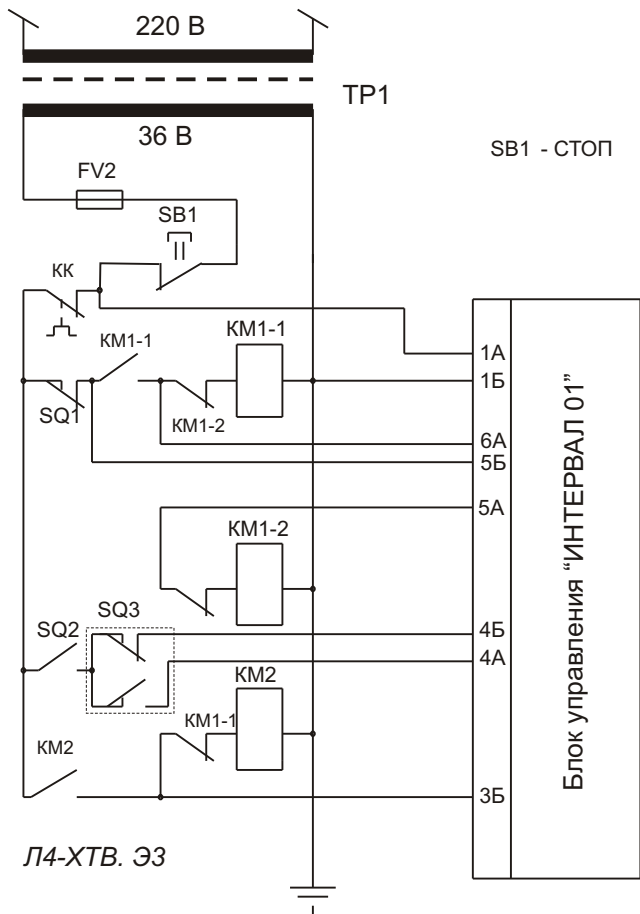 220 В
ТР1
36 В
SB1 - СТОП
FV2
SB1
КК
КМ1-1
КМ1-1
1А
1Б
SQ1
КМ1-2
6А
5Б
5А
КМ1-2
SQ3
SQ2
4Б
4А
КМ2
КМ1-1
КМ2
3Б
Блок управления “ИНТЕРВАЛ 01”
Л4-ХТВ. Э3